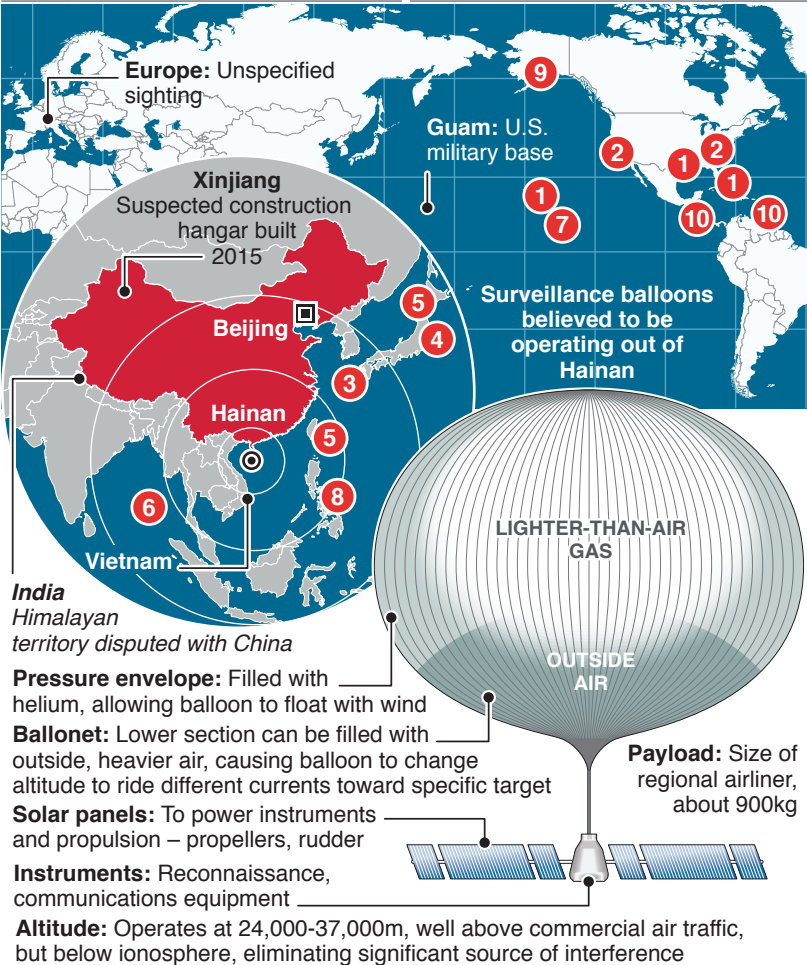 Europe: Unspecified
sighting
9
Guam: U.S.
military base
2
1
2
1
10
10
1
7
Xinjiang
Suspected construction
hangar built
2015
Beijing
5
4
3
Hainan
5
8
6
Vietnam
Surveillance balloons
believed to be
operating out of
Hainan
LIGHTER-THAN-AIR
GAS
OUTSIDE
AIR
India
Himalayan
territory disputed with China
Pressure envelope: Filled with
helium, allowing balloon to float with wind
Ballonet: Lower section can be filled with
outside, heavier air, causing balloon to change
altitude to ride different currents toward specific target
Payload: Size of
regional airliner,
about 900kg
Solar panels: To power instruments
and propulsion – propellers, rudder
Instruments: Reconnaissance,
communications equipment
Altitude: Operates at 24,000-37,000m, well above commercial air traffic,
but below ionosphere, eliminating significant source of interference